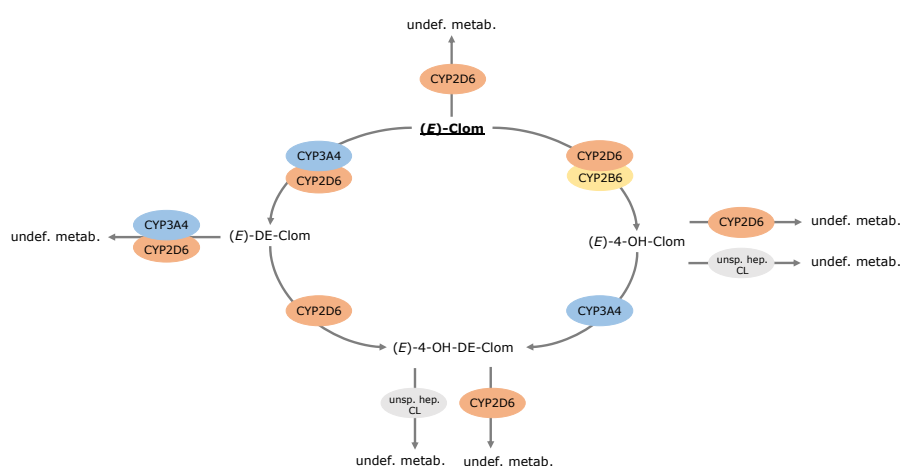 undef. metab.
CYP2D6
(E)-Clom
CYP3A4
CYP2D6
CYP2D6
CYP2B6
CYP3A4
CYP2D6
undef. metab.
(E)-DE-Clom
(E)-4-OH-Clom
CYP2D6
undef. metab.
unsp. hep.
CL
undef. metab.
CYP2D6
CYP3A4
(E)-4-OH-DE-Clom
unsp. hep.
CL
CYP2D6
undef. metab.
undef. metab.